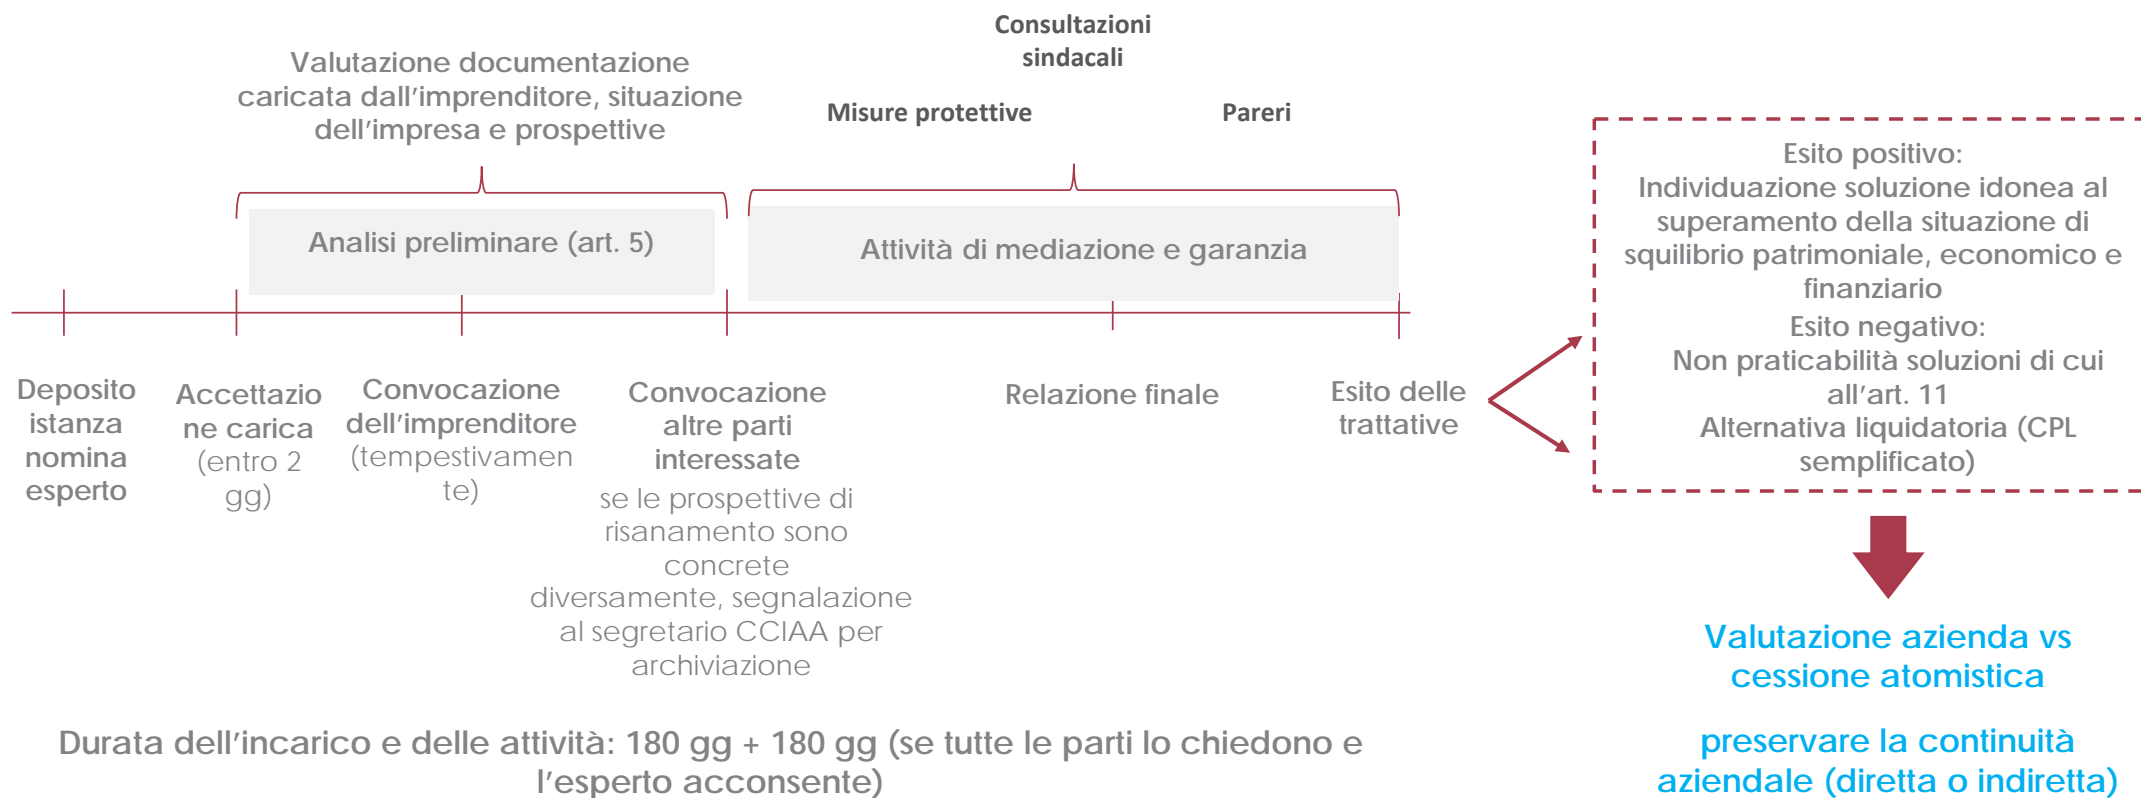 Consultazioni
sindacali
Valutazione documentazione
caricata dall'imprenditore, situazione
dell'impresa e prospettive
Misure protettive
Pareri
Analisi preliminare (art. 5)
Attività di mediazione e garanzia
Deposito
istanza
nomina
esperto
Accettazio
ne carica
(entro 2
gg)
Convocazione
dell'imprenditore
(tempestivamen
te)
Convocazione
altre parti
interessate
se le prospettive di
risanamento sono
concrete
diversamente, segnalazione
al segretario CCIAA per
archiviazione
Relazione finale
Esito delle
trattative
Esito positivo:
Individuazione soluzione idonea al
superamento della situazione di
squilibrio patrimoniale, economico e
finanziario
Esito negativo:
Non praticabilità soluzioni di cui
all'art. 11
Alternativa liquidatoria (CPL
semplificato)
Valutazione azienda vs
cessione atomistica
preservare la continuità
aziendale (diretta o indiretta)
Durata dell'incarico e delle attività: 180 gg + 180 gg (se tutte le parti lo chiedono e
l'esperto acconsente)